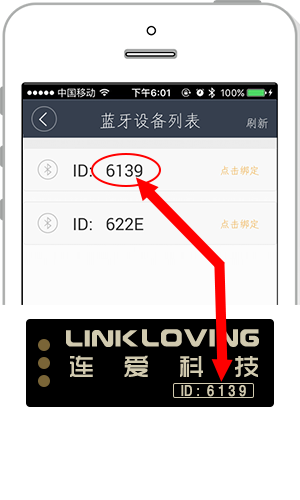 中国移动 下午6:01 100%
蓝牙设备列表 刷新
ID: 6139 点击绑定
ID: 622E 点击绑定
LINKLOVING
连爱科技
ID: 6139